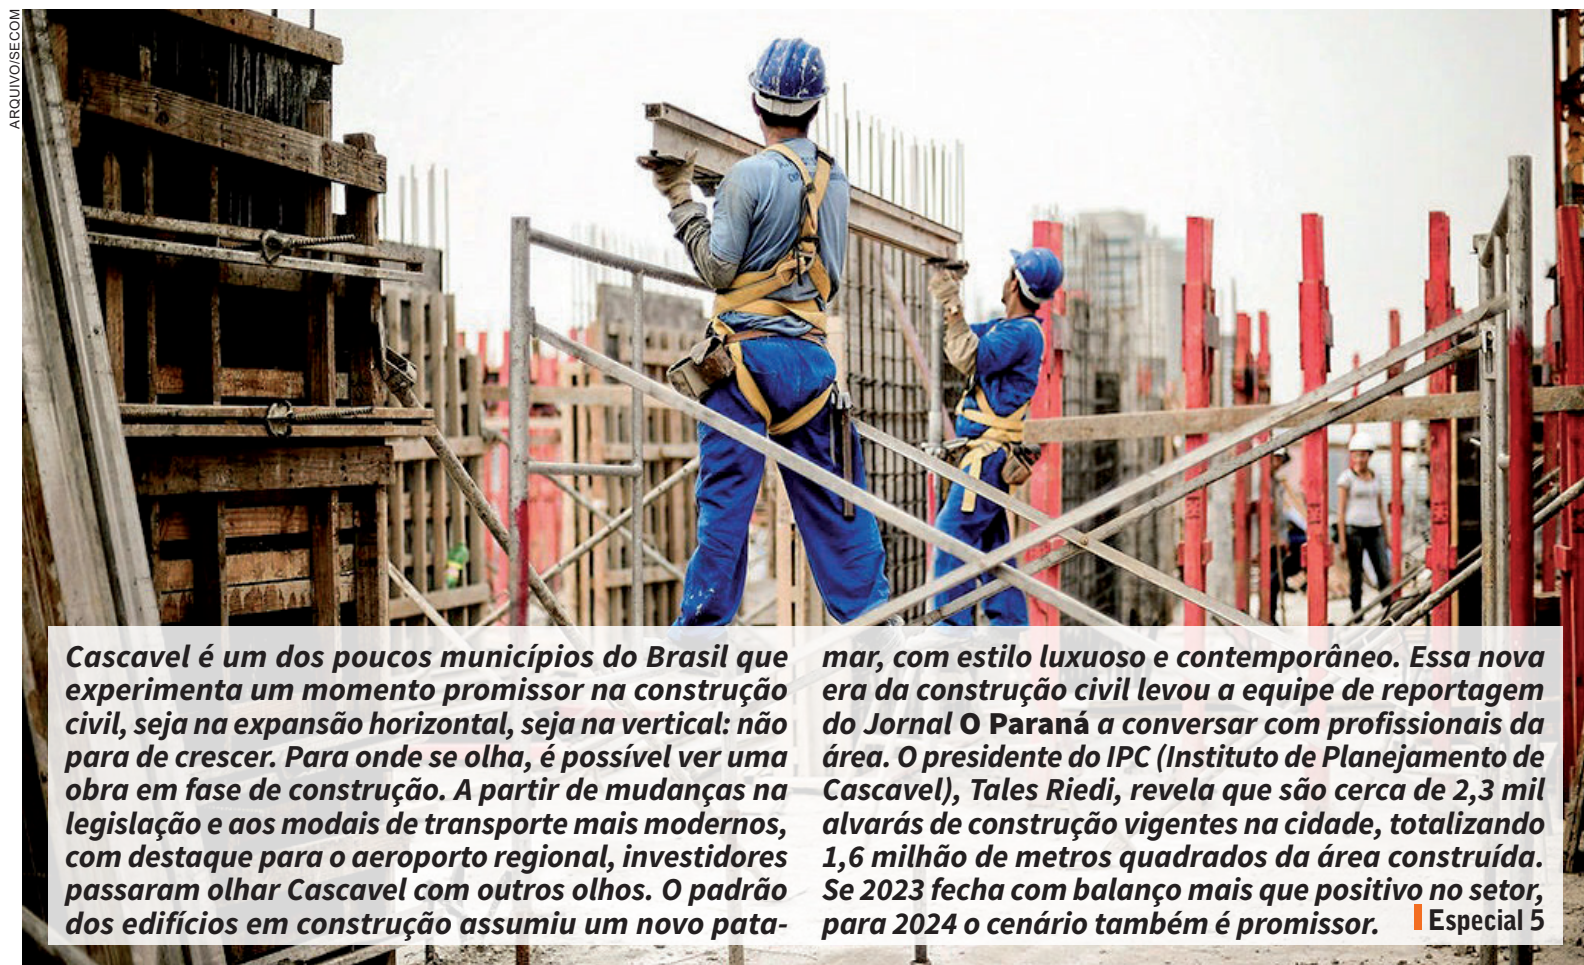 ARQUIVO/SECOM
Cascavel é um dos poucos municípios do Brasil que
experimenta um momento promissor na construção
civil, seja na expansão horizontal, seja na vertical: não
para de crescer. Para onde se olha, é possível ver uma
obra em fase de construção. A partir de mudanças na
legislação e aos modais de transporte mais modernos,
com destaque para o aeroporto regional, investidores
passaram olhar Cascavel com outros olhos. O padrão
dos edifícios em construção assumiu um novo pata-
mar, com estilo luxuoso e contemporâneo. Essa nova
era da construção civil levou a equipe de reportagem
do Jornal O Paraná a conversar com profissionais da
área. O presidente do IPC (Instituto de Planejamento de
Cascavel), Tales Riedi, revela que são cerca de 2,3 mil
alvarás de construção vigentes na cidade, totalizando
1,6 milhão de metros quadrados da área construída.
Se 2023 fecha com balanço mais que positivo no setor,
para 2024 o cenário também é promissor.
Especial 5